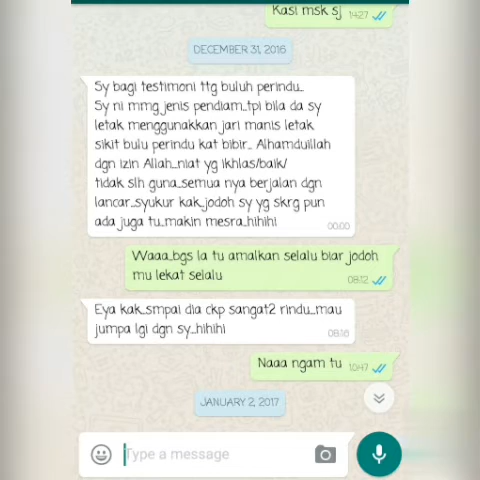 Kasi msk sj 14:27
DECEMBER 31, 2016
Sy bagi testimoni ttg buluh perindu..
Sy ni mmg jenis pendiam..tpi bila da sy
letak menggunakkan jari manis letak
sikit bulu perindu kat bibir.. Alhamdulillah
dgn izin Allah..niat yg ikhlas/baik/
tidak slh guna..semua nya berjalan dgn
lancar..syukur kak,jodoh sy yg skrg pun
ada juga tu..makin mesra..hihihi
00:00
Waaa..bgs la tu amalkan selalu biar jodoh
mu lekat selalu
08:12
Eya kak..smpai dia ckp sangat2 rindu..mau
jumpa lgi dgn sy..hihihi
08:16
Naaa ngam tu 10:47
JANUARY 2, 2017
Type a message